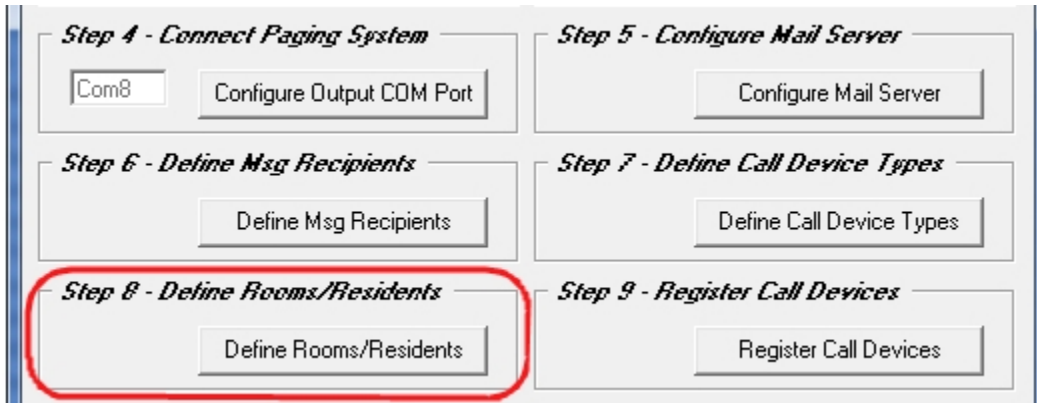 Step 4 - Connect Paging System
Com8
Configure Output COM Port
Step 5 - Configure Mail Server
Configure Mail Server
Step 6 - Define Msg Recipients
Define Msg Recipients
Step 7 - Define Call Device Types
Define Call Device Types
Step 8 - Define Rooms/Residents
Define Rooms/Residents
Step 9 - Register Call Devices
Register Call Devices